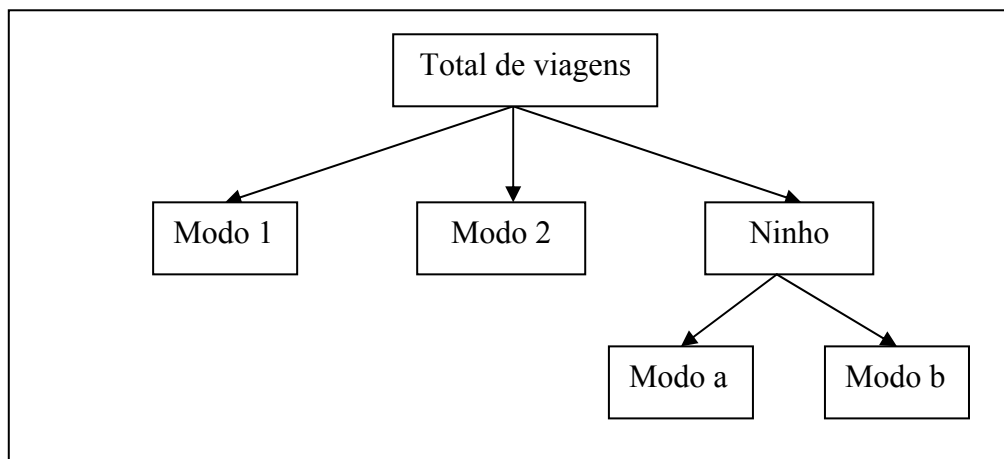 Total de viagens
Modo 1
Modo 2
Ninho
Modo a
Modo b